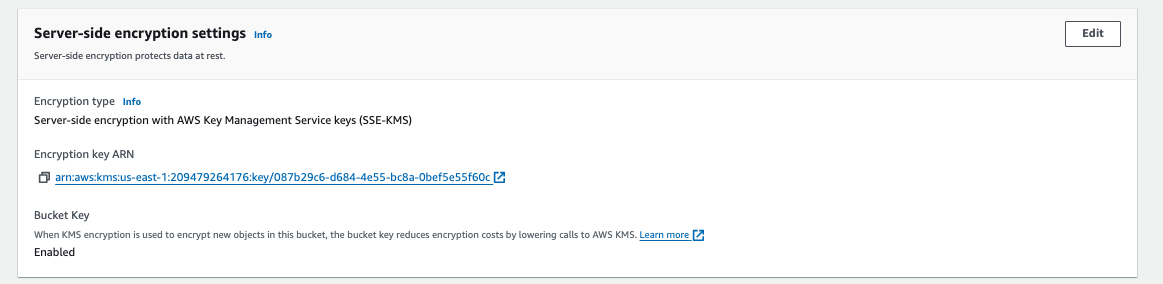 Server-side encryption settings Info
Edit
Server-side encryption protects data at rest.
Encryption type Info
Server-side encryption with AWS Key Management Service keys (SSE-KMS)
Encryption key ARN
arn:aws:kms:us-east-1:209479264176:key/087b29c6-d684-4e55-bc8a-0bef5e55f60c
Bucket Key
When KMS encryption is used to encrypt new objects in this bucket, the bucket key reduces encryption costs by lowering calls to AWS KMS. Learn more
Enabled